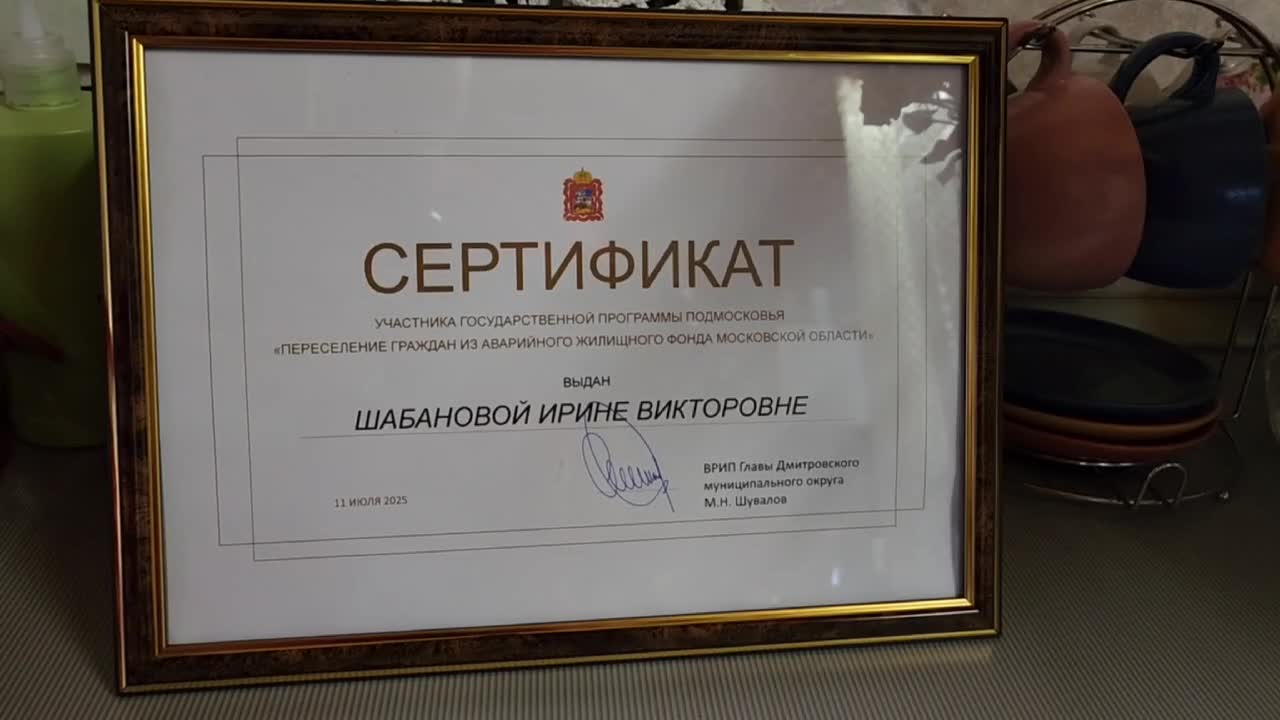 СЕРТИФИКАТ
УЧАСТНИКА ГОСУДАРСТВЕННОЙ ПРОГРАММЫ ПОДМОСКОВЬЯ
«ПЕРЕСЕЛЕНИЕ ГРАЖДАН ИЗ АВАРИЙНОГО ЖИЛИЩНОГО ФОНДА МОСКОВСКОЙ ОБЛАСТИ»
ВЫДАН
ШАБАНОВОЙ ИРИНЕ ВИКТОРОВНЕ
11 ИЮЛЯ 2025
ВРИП Главы Дмитровского
муниципального округа
М.Н. Шувалов